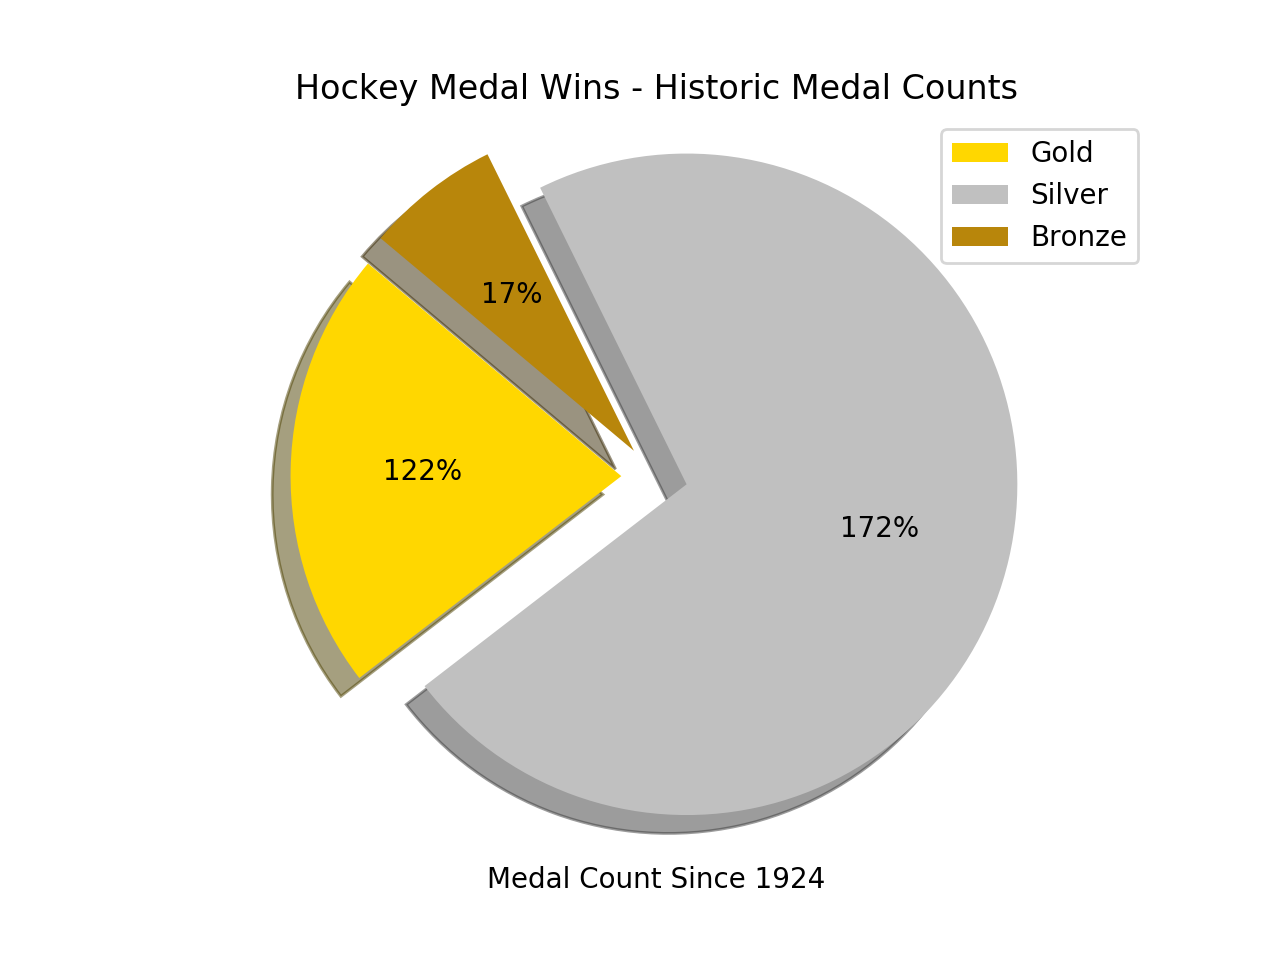 Hockey Medal Wins - Historic Medal Counts
Gold
Silver
Bronze
17%
122%
172%
Medal Count Since 1924